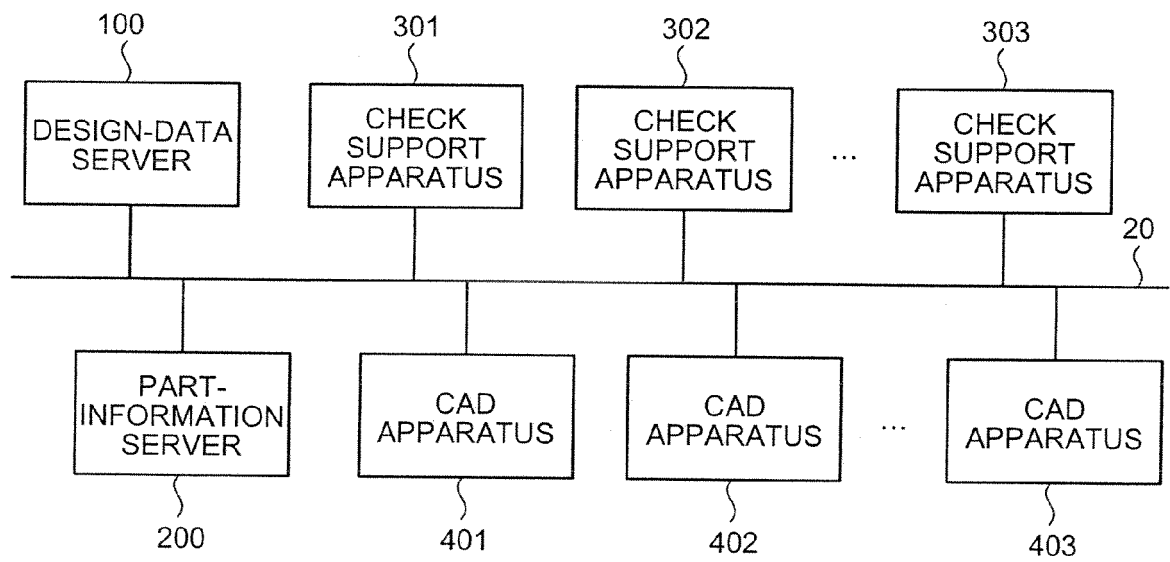 100
301
302
303
DESIGN-DATA
SERVER
CHECK
SUPPORT
APPARATUS
CHECK
SUPPORT
APPARATUS
...
CHECK
SUPPORT
APPARATUS
20
PART-
INFORMATION
SERVER
CAD
APPARATUS
CAD
APPARATUS
...
CAD
APPARATUS
200
401
402
403